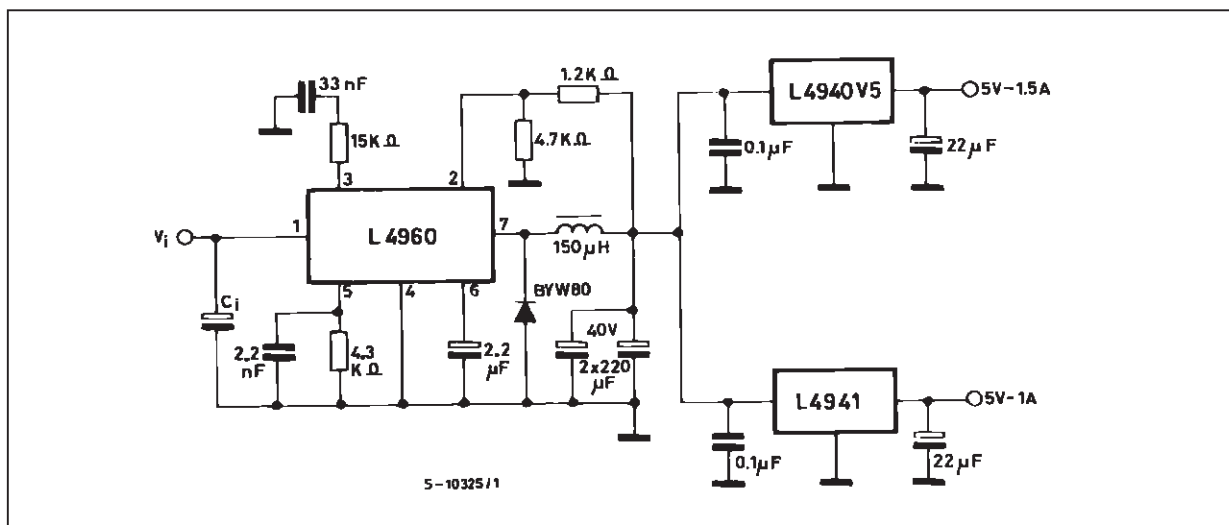 33 nF
15KΩ
3
1.2KΩ
2
4.7KΩ
Vi
1
L4960
7
150µH
5
4
6
Ci
2.2
nF
4.3
KΩ
2.2
µF
BYW80
40V
2x220
µF
0.1µF
L4940V5
5V-1.5A
22µF
0.1µF
L4941
5V-1A
22µF
5-10325/1